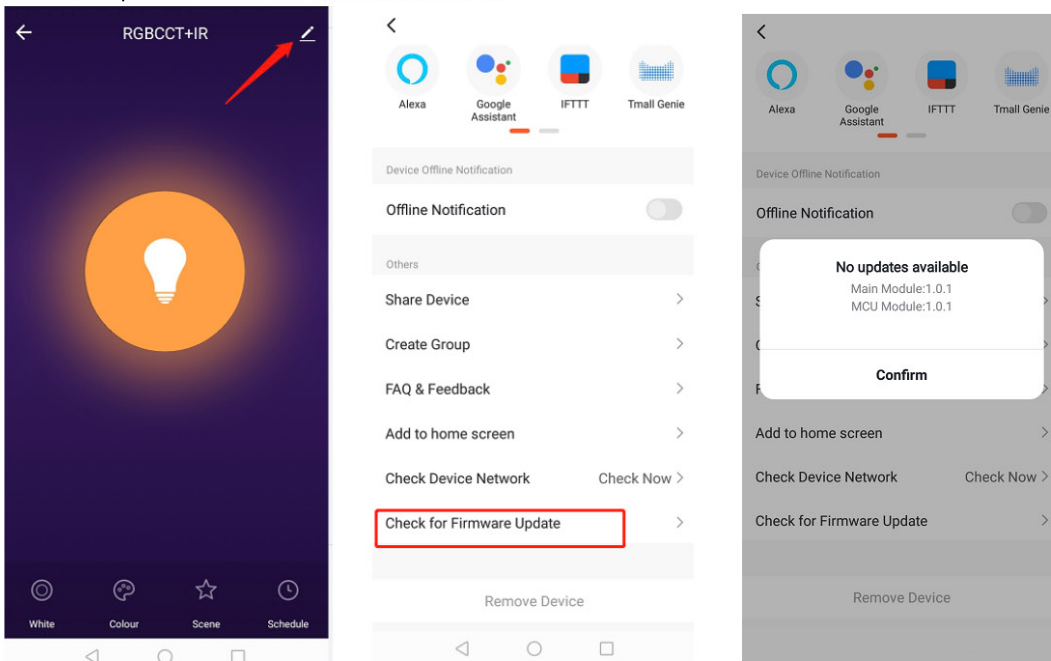 RGBCCT+IR
White
Colour
Scene
Schedule
Alexa
Google
Assistant
IFTTT
Tmall Genie
Device Offline Notification
Offline Notification
Others
Share Device
Create Group
FAQ & Feedback
Add to home screen
Check Device Network
Check Now
Check for Firmware Update
Remove Device
Alexa
Google
Assistant
IFTTT
Tmall Genie
Device Offline Notification
Offline Notification
No updates available
Main Module:1.0.1
MCU Module:1.0.1
Confirm
Add to home screen
Check Device Network
Check Now
Check for Firmware Update
Remove Device